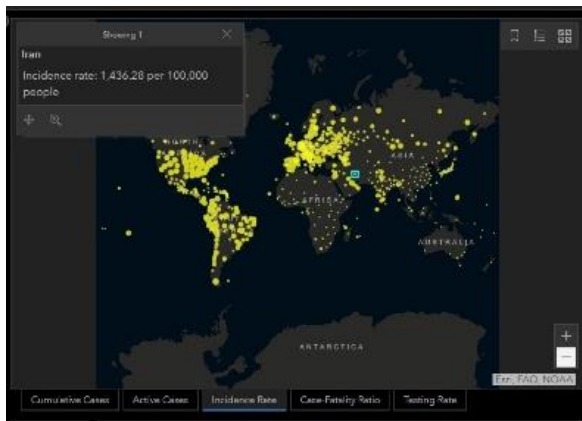 Showing 1
Iran
Incidence rate: 1,436.28 per 100,000
people
NORTH
ASIA
AFRICA
AUSTRALIA
ANTARCTICA
Esri, FAO, NOAA
Cumulative Cases
Active Cases
Incidence Rate
Case-Fatality Ratio
Testing Rate